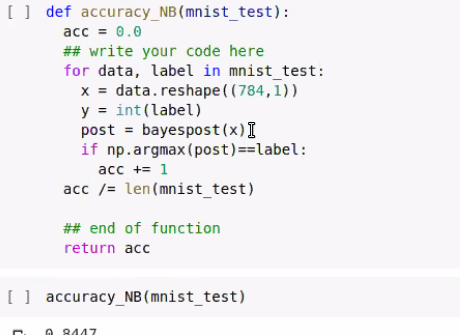 [ ] def accuracy_NB(mnist_test):
acc = 0.0
## write your code here
for data, label in mnist_test:
x = data.reshape((784,1))
y = int(label)
post = bayespost(x)
if np.argmax(post)==label:
acc += 1
acc /= len(mnist_test)
## end of function
return acc
[ ] accuracy_NB(mnist_test)
0.8447